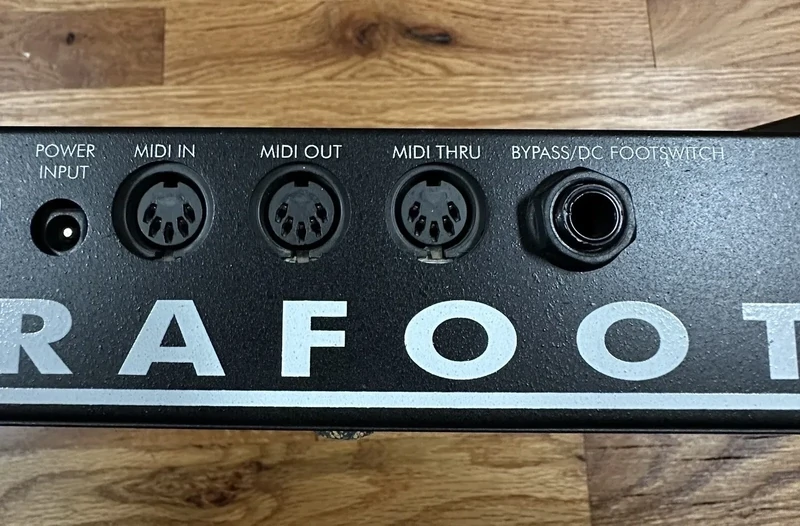 POWER INPUT
MIDI IN
MIDI OUT
MIDI THRU
BYPASS/DC FOOTSWITCH
RAFOOT